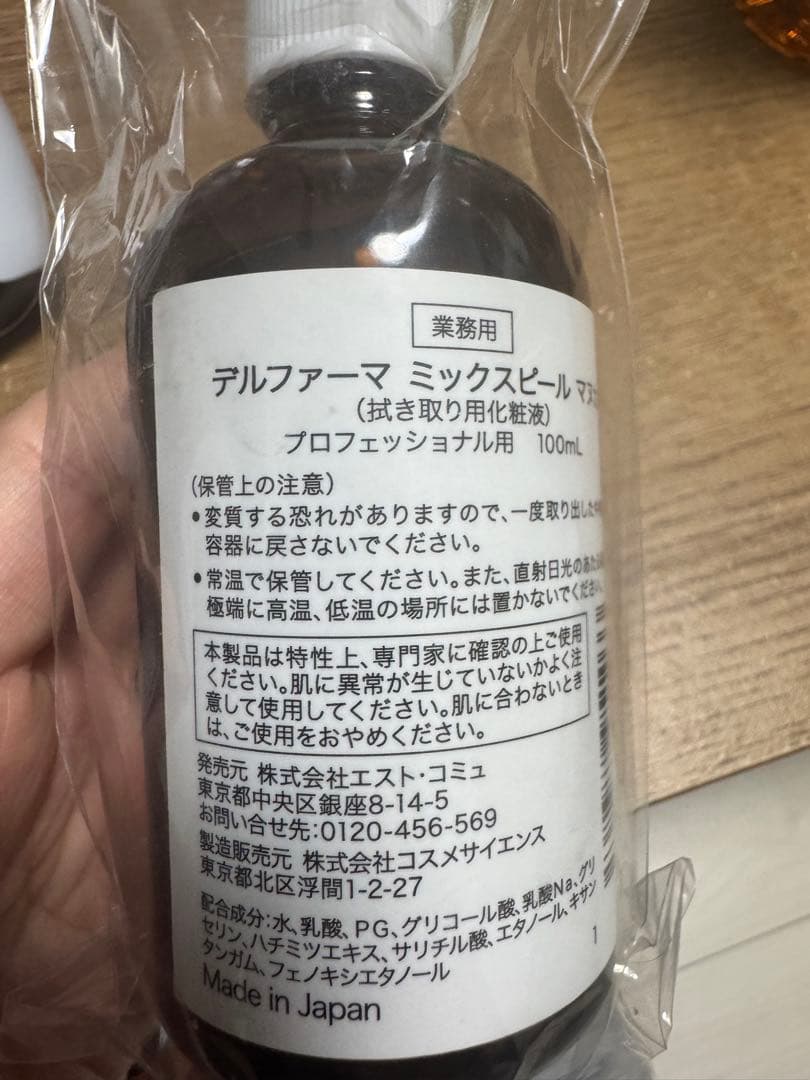 業務用
デルファーマ ミックスピール マヌカ
(拭き取り用化粧液)
プロフェッショナル用 100mL
(保管上の注意)
•変質する恐れがありますので、一度取り出した
容器に戻さないでください。
•常温で保管してください。また、直射日光のあたる
極端に高温、低温の場所には置かないでください。
本製品は特性上、専門家に確認の上ご使用
ください。肌に異常が生じていないかよく注
意して使用してください。肌に合わないとき
は、ご使用をおやめください。
発売元 株式会社エスト・コミュ
東京都中央区銀座8-14-5
お問い合せ先:0120-456-569
製造販売元 株式会社コスメサイエンス
東京都北区浮間1-2-27
配合成分:水、乳酸、PG、グリコール酸、乳酸Na、グリ
セリン、ハチミツエキス、サリチル酸、エタノール、キサン
タンガム、フェノキシエタノール
1
Made in Japan